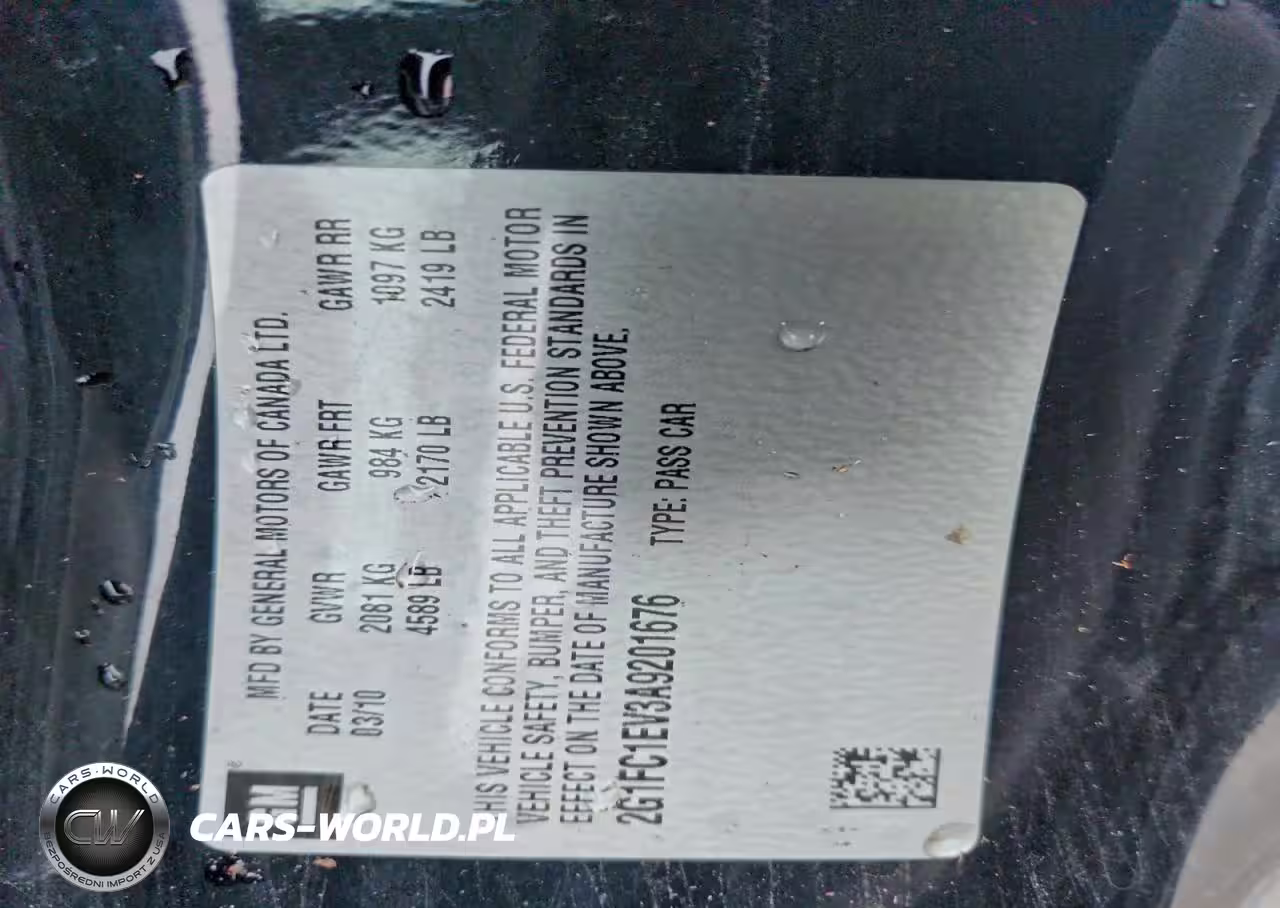 GM
MFD BY GENERAL MOTORS OF CANADA LTD.
DATE GVWR GAWR FRT GAWR RR
03/10 2081 KG 984 KG 1097 KG
4589 LB 2170 LB 2419 LB
THIS VEHICLE CONFORMS TO ALL APPLICABLE U.S. FEDERAL MOTOR
VEHICLE SAFETY, BUMPER, AND THEFT PREVENTION STANDARDS IN
EFFECT ON THE DATE OF MANUFACTURE SHOWN ABOVE.
2G1FC1EV3A9201676 TYPE: PASS CAR
CARS-WORLD
CW
BEZPOŚREDNI IMPORT Z USA
CARS-WORLD.PL